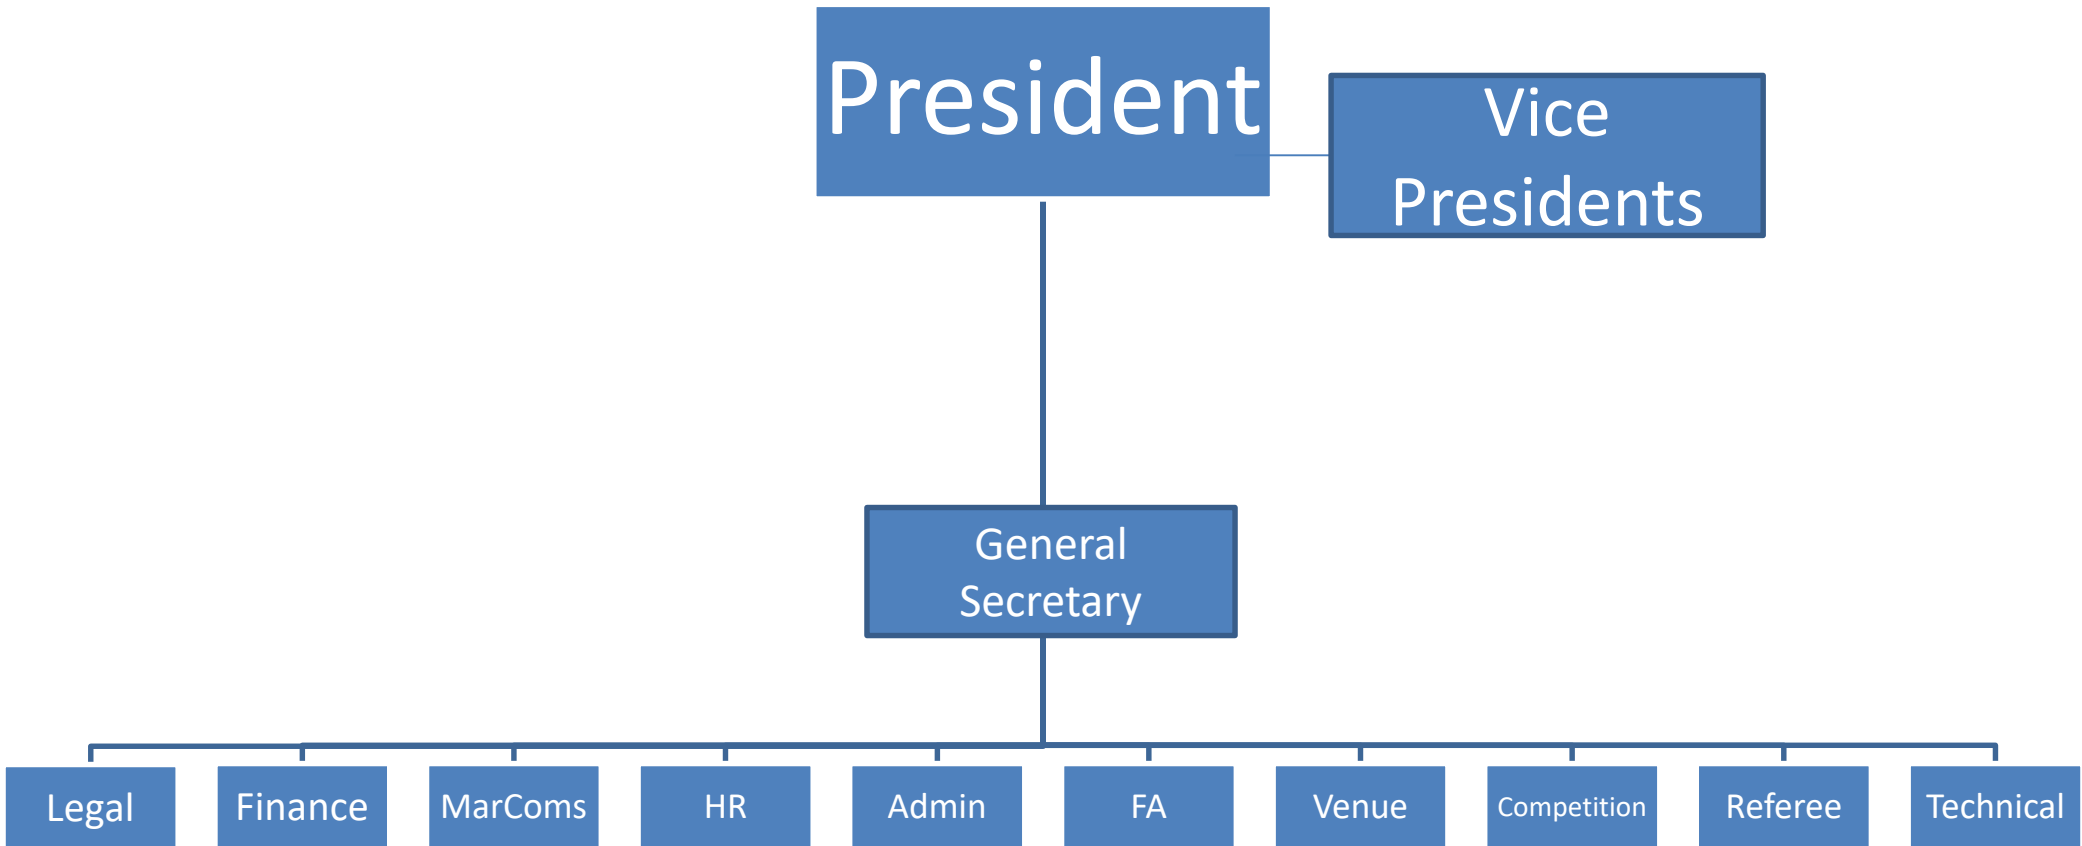 President
Vice
Presidents
General
Secretary
Legal
Finance
MarComs
HR
Admin
FA
Venue
Competition
Referee
Technical